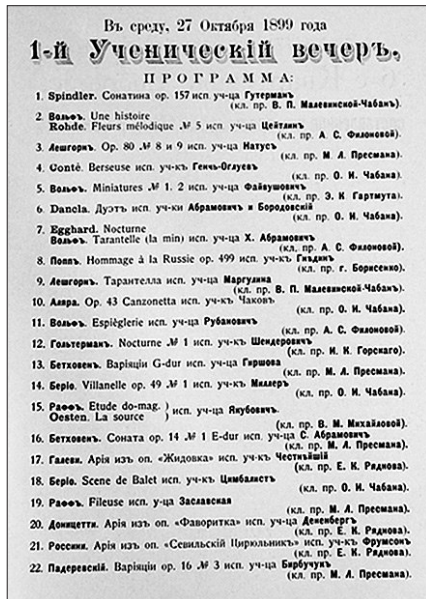 Въ среду, 27 Октября 1899 года
1-й Ученическій вечеръ.
ПРОГРАММА:
1. Spindler. Сонатина op. 157 исп. уч-ца Гутерманъ
(кл. пр. В. П. Малевинской-Чабанъ).
2. Вольфъ. Une histoire
Rohde. Fleurs mélodique № 5 исп. уч-ца Цейтлинъ
(кл. пр. А. С. Филоновой).
3. Лешгорнъ. Op. 80 № 8 и 9 исп. уч-ца Натусъ
(кл. пр. М. Л. Пресмана).
4. Contè. Berseuse исп. уч-къ Генчъ-Оглуевъ
(кл. пр. О. И. Чабана).
5. Вольфъ. Miniatures № 1. 2 исп. уч-ца Файвушовичъ
(кл. пр. Э. К Гартмута).
6. Dancla. Дуэтъ исп. уч-ки Абрамовичъ и Бородовскій
(кл. пр. О. И. Чабана).
7. Egghard. Nocturne
Вольфъ. Tarantelle (la min) исп. уч-ца Х. Абрамовичъ
(кл. пр. А. С. Филоновой).
8. Поппъ. Hommage à la Russie op. 499 исп. уч-къ Гнѣдинъ
(кл. пр. г. Борисенко).
9. Лешгорнъ. Тарантелла исп. уч-ца Маргулина
(кл. пр. В. П. Малевинской-Чабанъ).
10. Аляра. Op. 43 Canzonetta исп. уч-къ Чаковъ
(кл. пр. О. И. Чабана).
11. Вольфъ. Espièglerie исп. уч-ца Рубановичъ
(кл. пр. А. С. Филоновой).
12. Гольтерманъ. Nocturne № 1 исп. уч-къ Шендеровичъ
(кл. пр. И. К. Горскаго).
13. Бетховенъ. Варіяціи G-dur исп. уч-ца Гиршова
(кл. пр. М. Л. Пресмана).
14. Беріо. Villanelle op. 49 № 1 исп. уч-къ Миллеръ
(кл. пр. О. И. Чабана).
15. Раффъ. Etude do-mag. )
Oesten. La source ) исп. уч-ца Якубовичъ
(кл. пр. В. М. Михайловой).
16. Бетховенъ. Соната op. 14 № 1 E-dur исп. уч-ца С. Абрамовичъ
(кл. пр. М. Л. Пресмана).
17. Галеви. Арія изъ оп. «Жидовка» исп. уч-къ Честнѣйшій
(кл. пр. Е. К. Ряднова).
18. Беріо. Scene de Balet исп. уч-къ Цимбалистъ
(кл. пр. О. И. Чабана).
19. Раффъ. Fileuse исп. у-ца Заславская
(кл. пр. М. Л. Пресмана).
20. Доницетти. Арія изъ оп. «Фаворитка» исп. уч-ца Дененбергъ
(кл. пр. Е. К. Ряднова).
21. Россини. Арія изъ оп. «Севильскій Цирюльникъ» исп. уч-къ Фрумсонъ
(кл. пр. Е. К. Ряднова).
22. Падеревскій. Варіяціи op. 16 № 3 исп. уч-ца Бирбучукъ
(кл. пр. М. Л. Пресмана).